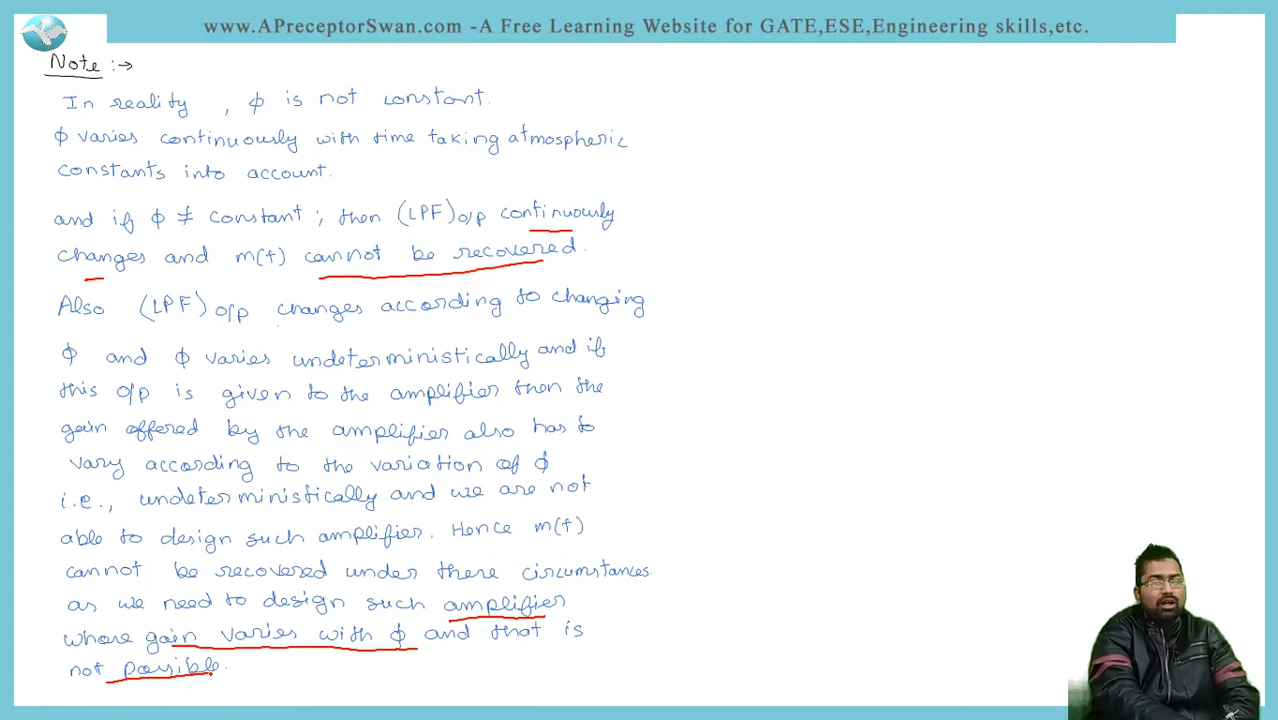 www.APreceptorSwan.com -A Free Learning Website for GATE,ESE,Engineering skills,etc.
Note :→
In reality , ϕ is not constant.
ϕ varies continuously with time taking atmospheric
constants into account.
and if ϕ ≠ constant ; then (LPF)o/p continuously
changes and m(t) cannot be recovered.
Also (LPF)o/p changes according to changing
ϕ and ϕ varies undeterministically and if
this o/p is given to the amplifier then the
gain offered by the amplifier also has to
vary according to the variation of ϕ
i.e., undeterministically and we are not
able to design such amplifier. Hence m(t)
cannot be recovered under these circumstances
as we need to design such amplifier
whose gain varies with ϕ and that is
not possible.